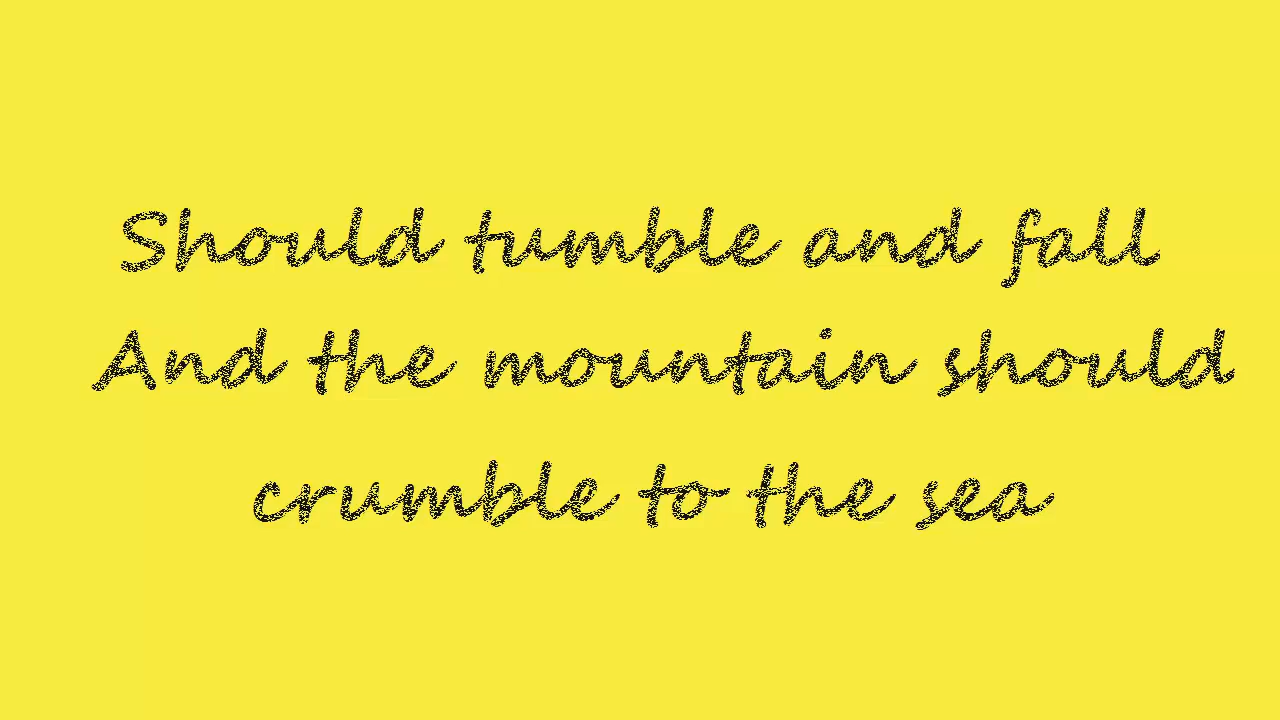 Should tumble and fall
And the mountain should
crumble to the sea